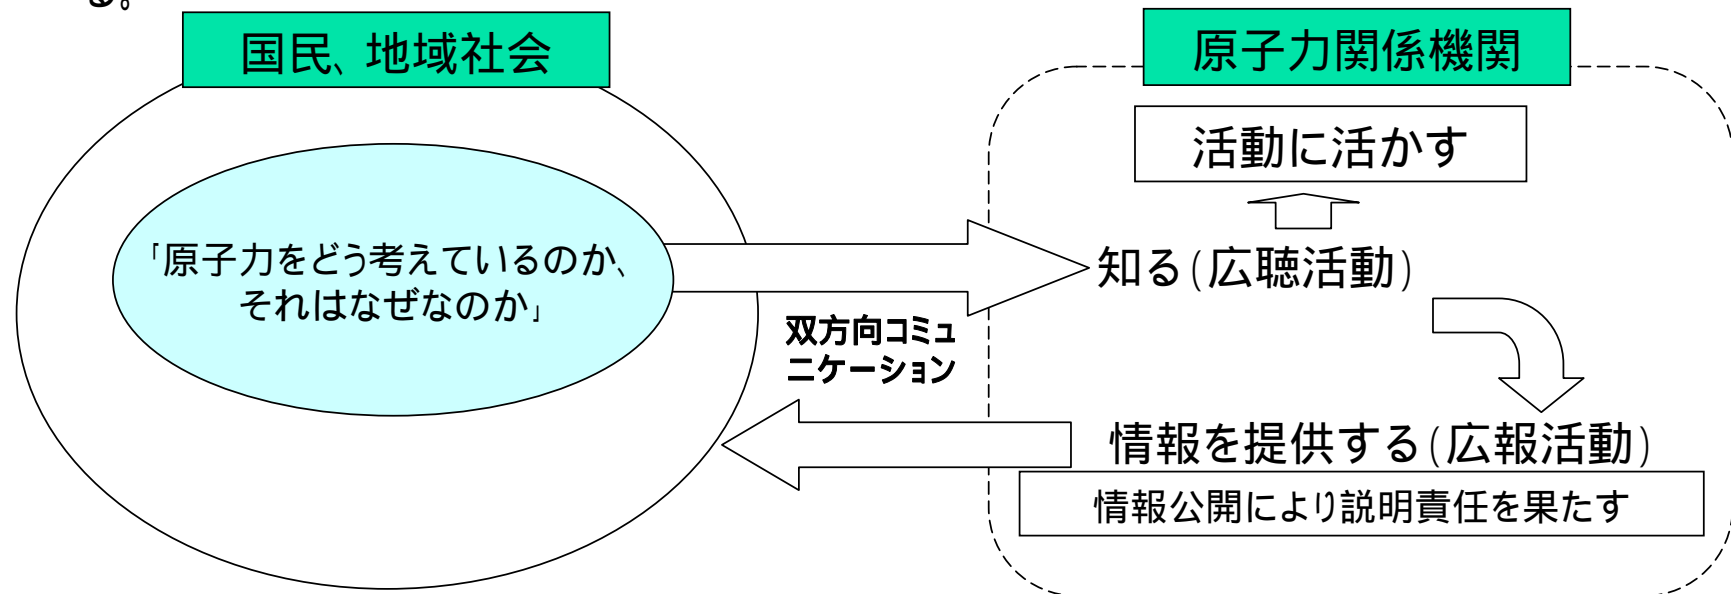 る。
国民、地域社会
原子力関係機関
活動に活かす
「原子力をどう考えているのか、
それはなぜなのか」
知る(広聴活動)
双方向コミュ
ニケーション
情報を提供する(広報活動)
情報公開により説明責任を果たす